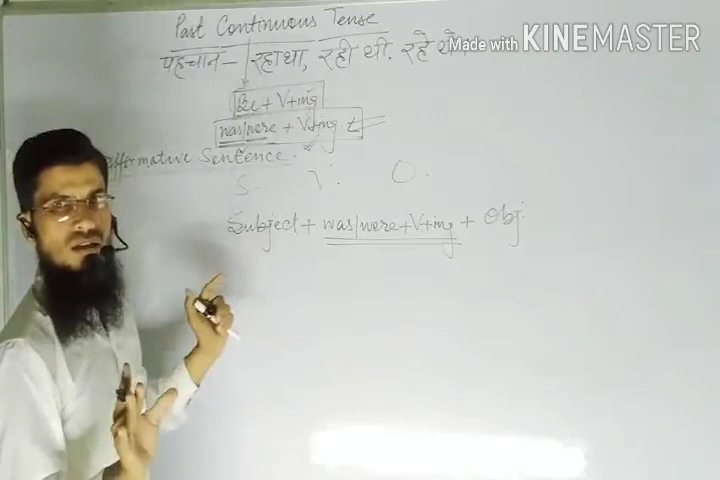 Past Continuous Tense
Made with KINEMASTER
पहचान - रहा था, रही थी. रहे थे
Be + V+ing
was/were + V+ing
affirmative Sentence.
S. V. O.
Subject + was/were+V+ing + Obj.